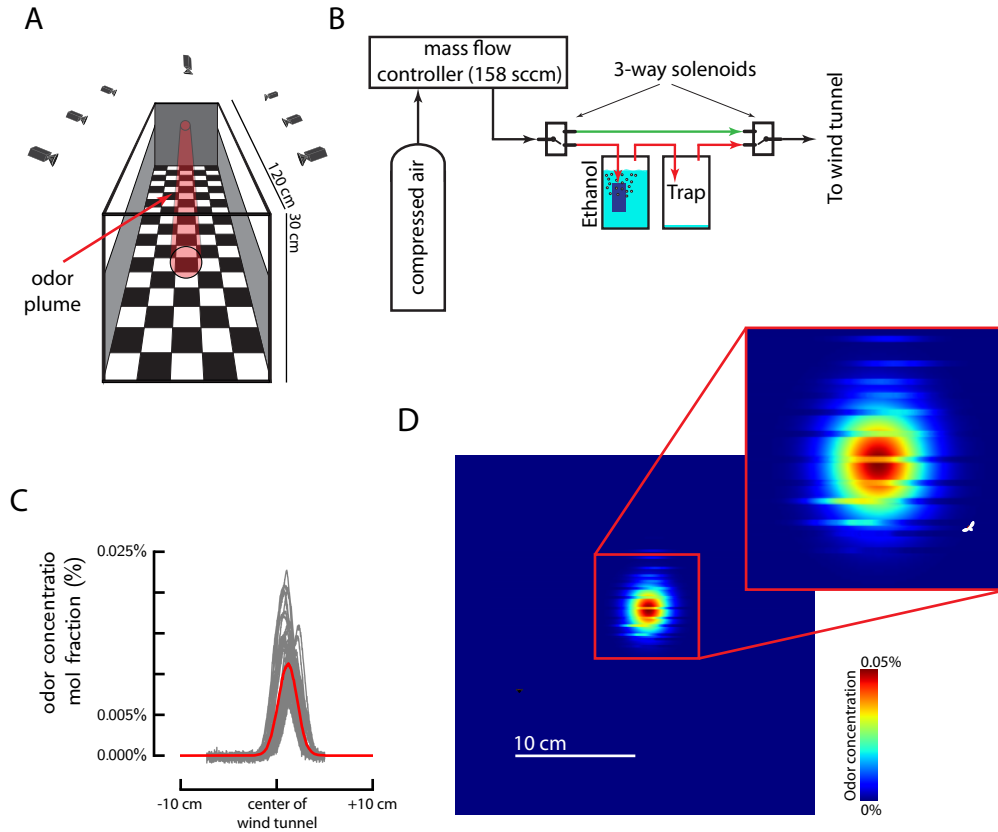 A
120 cm
30 cm
odor
plume
B
mass flow
controller (158 sccm)
3-way solenoids
compressed air
Ethanol
Trap
To wind tunnel
C
odor concentratio
mol fraction (%)
0.025%
0.005%
0.000%
-10 cm
center of
wind tunnel
+10 cm
D
10 cm
Odor concentration
0.05%
0%